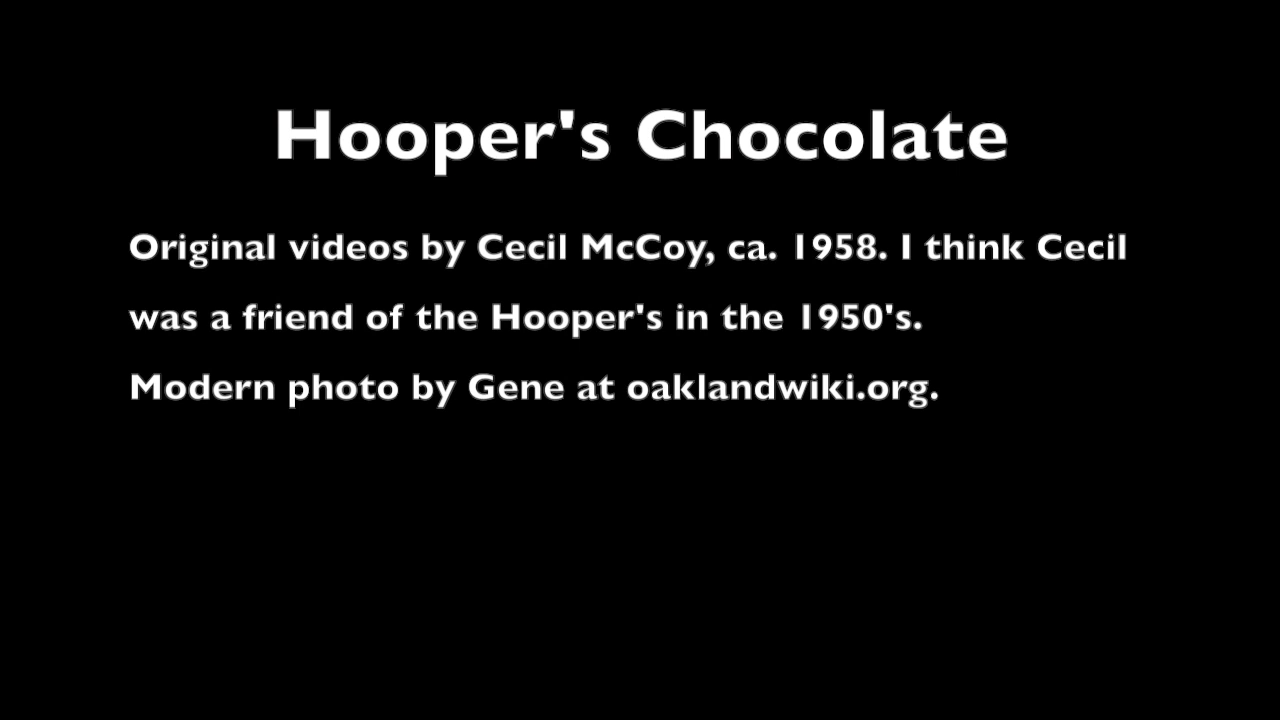 Hooper's Chocolate
Original videos by Cecil McCoy, ca. 1958. I think Cecil
was a friend of the Hooper's in the 1950's.
Modern photo by Gene at oaklandwiki.org.